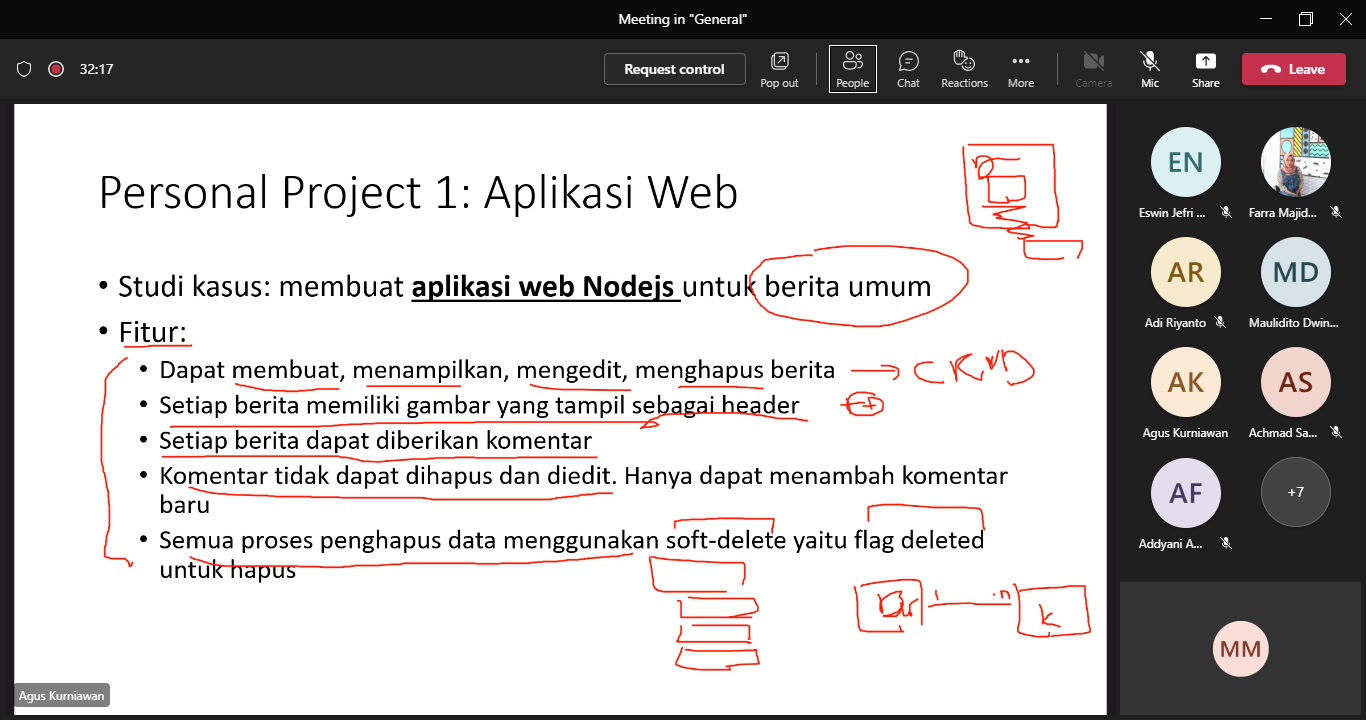 Meeting in "General"
32:17
Request control
Pop out
People
Chat
Reactions
More
Camera
Mic
Share
Leave
Personal Project 1: Aplikasi Web
• Studi kasus: membuat aplikasi web Nodejs untuk berita umum
• Fitur:
• Dapat membuat, menampilkan, mengedit, menghapus berita
CRUD
• Setiap berita memiliki gambar yang tampil sebagai header
• Setiap berita dapat diberikan komentar
• Komentar tidak dapat dihapus dan diedit. Hanya dapat menambah komentar
baru
• Semua proses penghapus data menggunakan soft-delete yaitu flag deleted
untuk hapus
1
n
k
Agus Kurniawan
EN
Eswin Jefri ...
Farra Majid...
AR
Adi Riyanto
MD
Maulidito Dwin...
AK
Agus Kurniawan
AS
Achmad Sa...
AF
Addyani A...
+7
MM